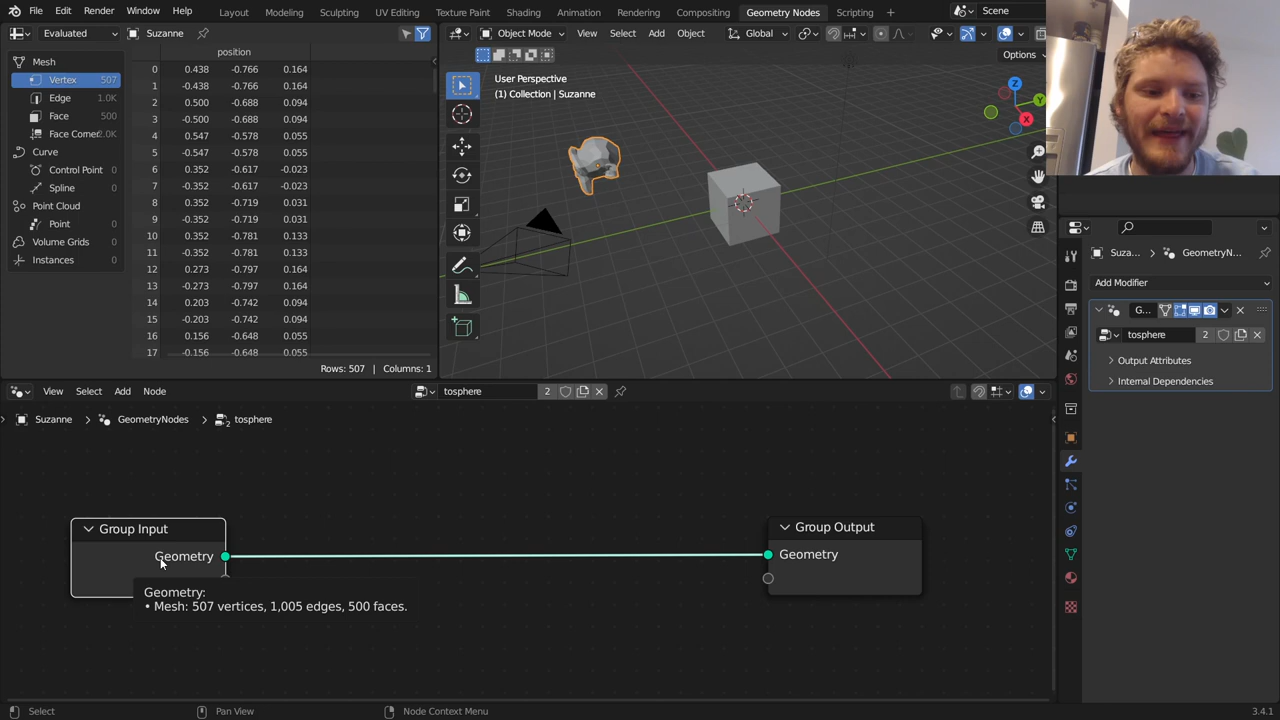 File Edit Render Window Help Layout Modeling Sculpting UV Editing Texture Paint Shading Animation Rendering Compositing Geometry Nodes Scripting Scene
Evaluated Suzanne
Object Mode View Select Add Object Global
Options
position
Mesh
Vertex 507
Edge 1.0K
Face 500
Face Corner 2.0K
Curve
Control Point 0
Spline 0
Point Cloud
Point 0
Volume Grids 0
Instances 0
0 0.438 -0.766 0.164
1 -0.438 -0.766 0.164
2 0.500 -0.688 0.094
3 -0.500 -0.688 0.094
4 0.547 -0.578 0.055
5 -0.547 -0.578 0.055
6 0.352 -0.617 -0.023
7 -0.352 -0.617 -0.023
8 0.352 -0.719 0.031
9 -0.352 -0.719 0.031
10 0.352 -0.781 0.133
11 -0.352 -0.781 0.133
12 0.273 -0.797 0.164
13 -0.273 -0.797 0.164
14 0.203 -0.742 0.094
15 -0.203 -0.742 0.094
16 0.156 -0.648 0.055
17 -0.156 -0.648 0.055
Rows: 507 | Columns: 1
User Perspective
(1) Collection | Suzanne
Z
Y
X
Suza... GeometryN...
Add Modifier
G...
tosphere 2
Output Attributes
Internal Dependencies
View Select Add Node tosphere 2
Suzanne GeometryNodes 2 tosphere
Group Input
Geometry
Geometry:
• Mesh: 507 vertices, 1,005 edges, 500 faces.
Group Output
Geometry
Select Pan View Node Context Menu 3.4.1